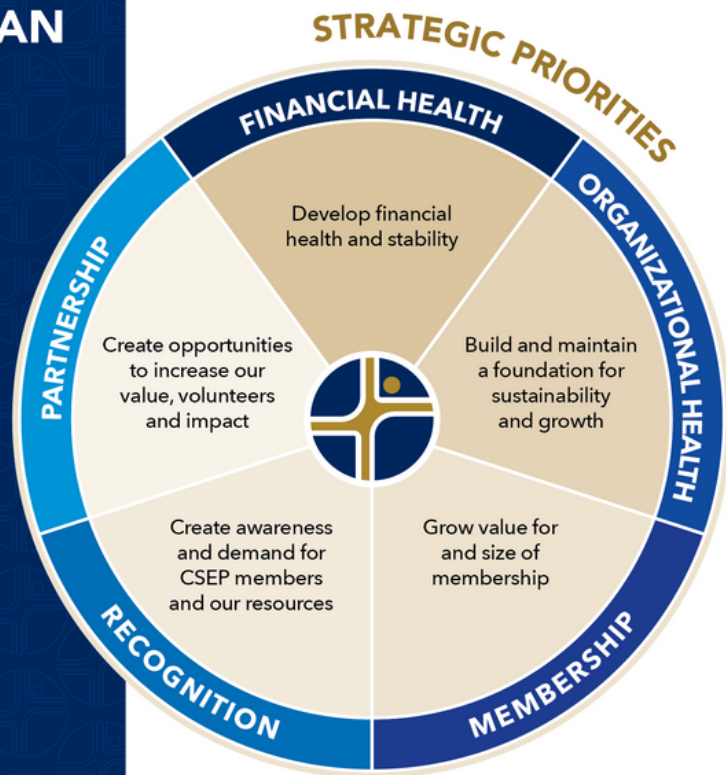 AN
STRATEGIC PRIORITIES
FINANCIAL HEALTH
Develop financial
health and stability
ORGANIZATIONAL HEALTH
Build and maintain
a foundation for
sustainability
and growth
MEMBERSHIP
Grow value for
and size of
membership
RECOGNITION
Create awareness
and demand for
CSEP members
and our resources
PARTNERSHIP
Create opportunities
to increase our
value, volunteers
and impact